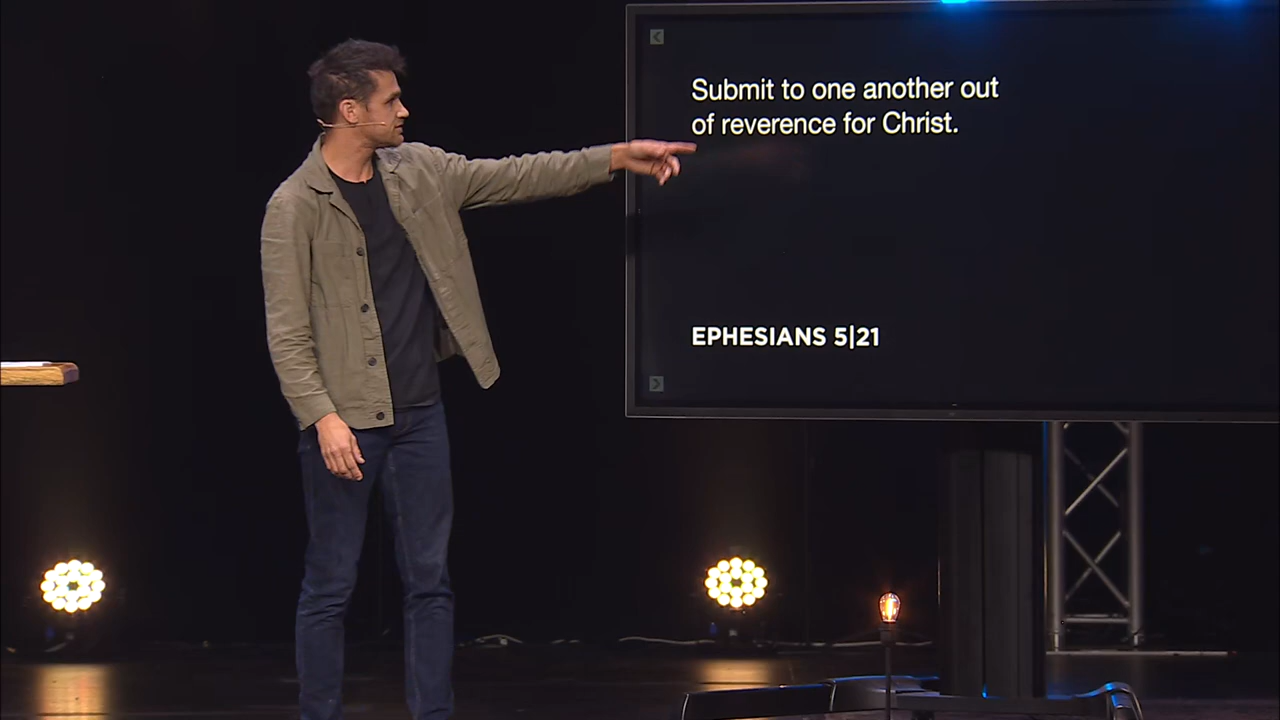 Submit to one another out
of reverence for Christ.
EPHESIANS 5|21